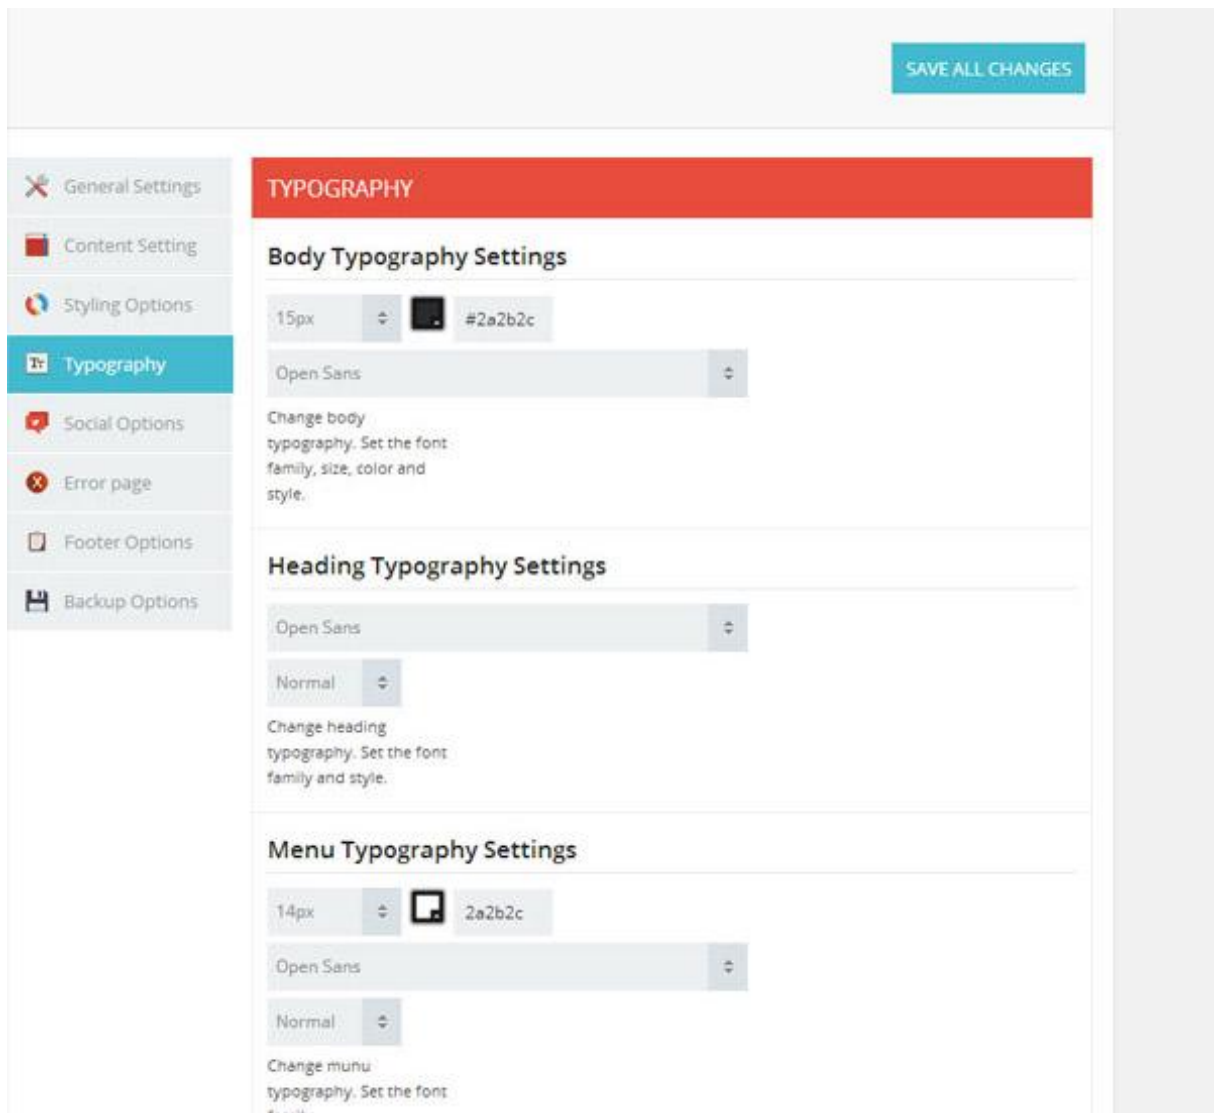 SAVE ALL CHANGES
General Settings
Content Setting
Styling Options
Typography
Social Options
Error page
Footer Options
Backup Options
TYPOGRAPHY
Body Typography Settings
15px
#2a2b2c
Open Sans
Change body
typography. Set the font
family, size, color and
style.
Heading Typography Settings
Open Sans
Normal
Change heading
typography. Set the font
family and style.
Menu Typography Settings
14px
2a2b2c
Open Sans
Normal
Change munu
typography. Set the font